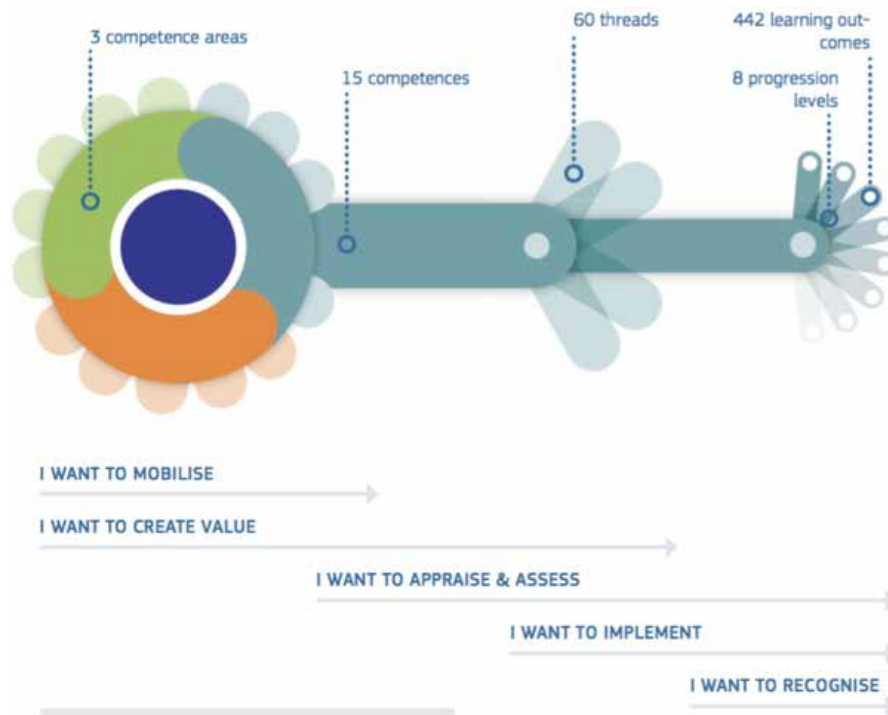 3 competence areas
15 competences
60 threads
442 learning out-
comes
8 progression
levels
I WANT TO MOBILISE
I WANT TO CREATE VALUE
I WANT TO APPRAISE & ASSESS
I WANT TO IMPLEMENT
I WANT TO RECOGNISE